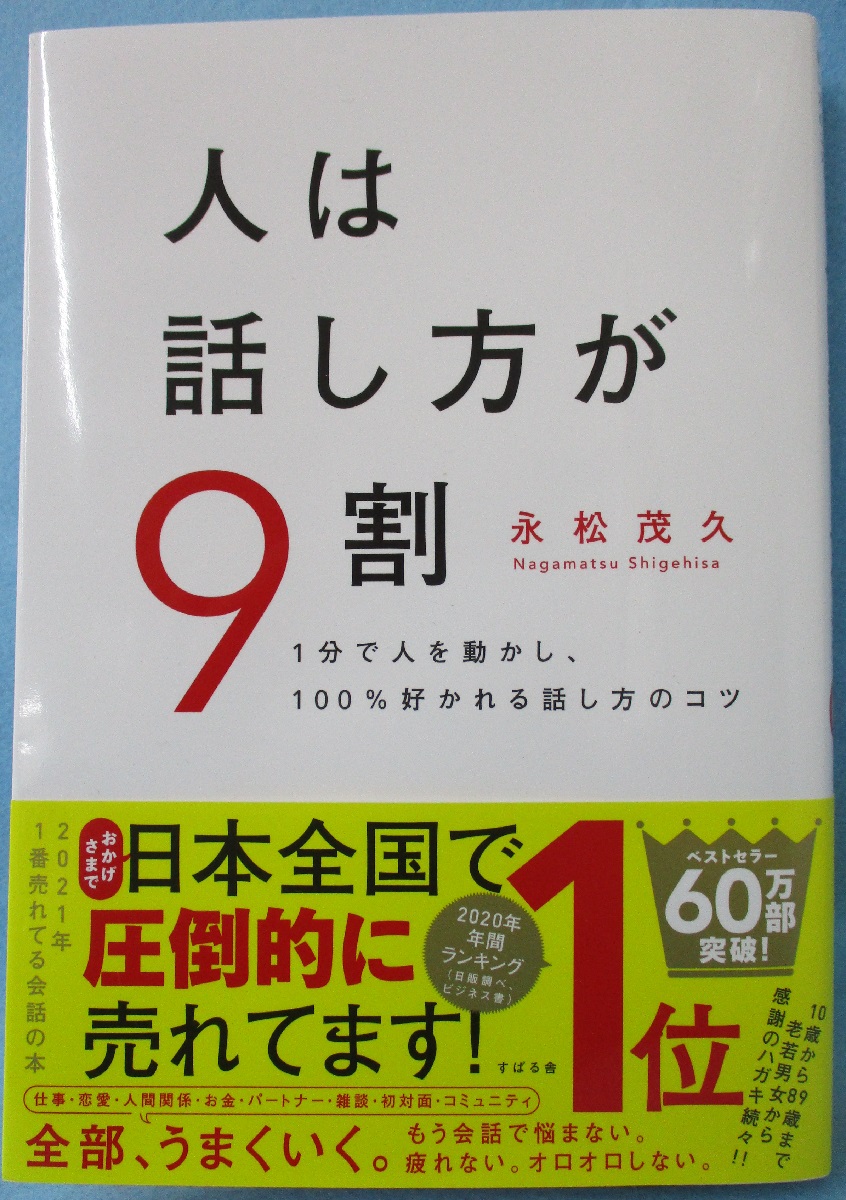 人は
話し方が
9割
永松茂久
Nagamatsu Shigehisa
1分で人を動かし、
100%好かれる話し方のコツ
2021年
1番売れてる会話の本
おかげ
さまで
日本全国で
圧倒的に
売れてます!
すばる舎
2020年
年間
ランキング
(日販調べ、
ビジネス書)
1位
ベストセラー
60万部
突破!
10歳から89歳まで
老若男女から
感謝のハガキ続々!!
仕事・恋愛・人間関係・お金・パートナー・雑談・初対面・コミュニティ
全部、うまくいく。
もう会話で悩まない。
疲れない。オロオロしない。